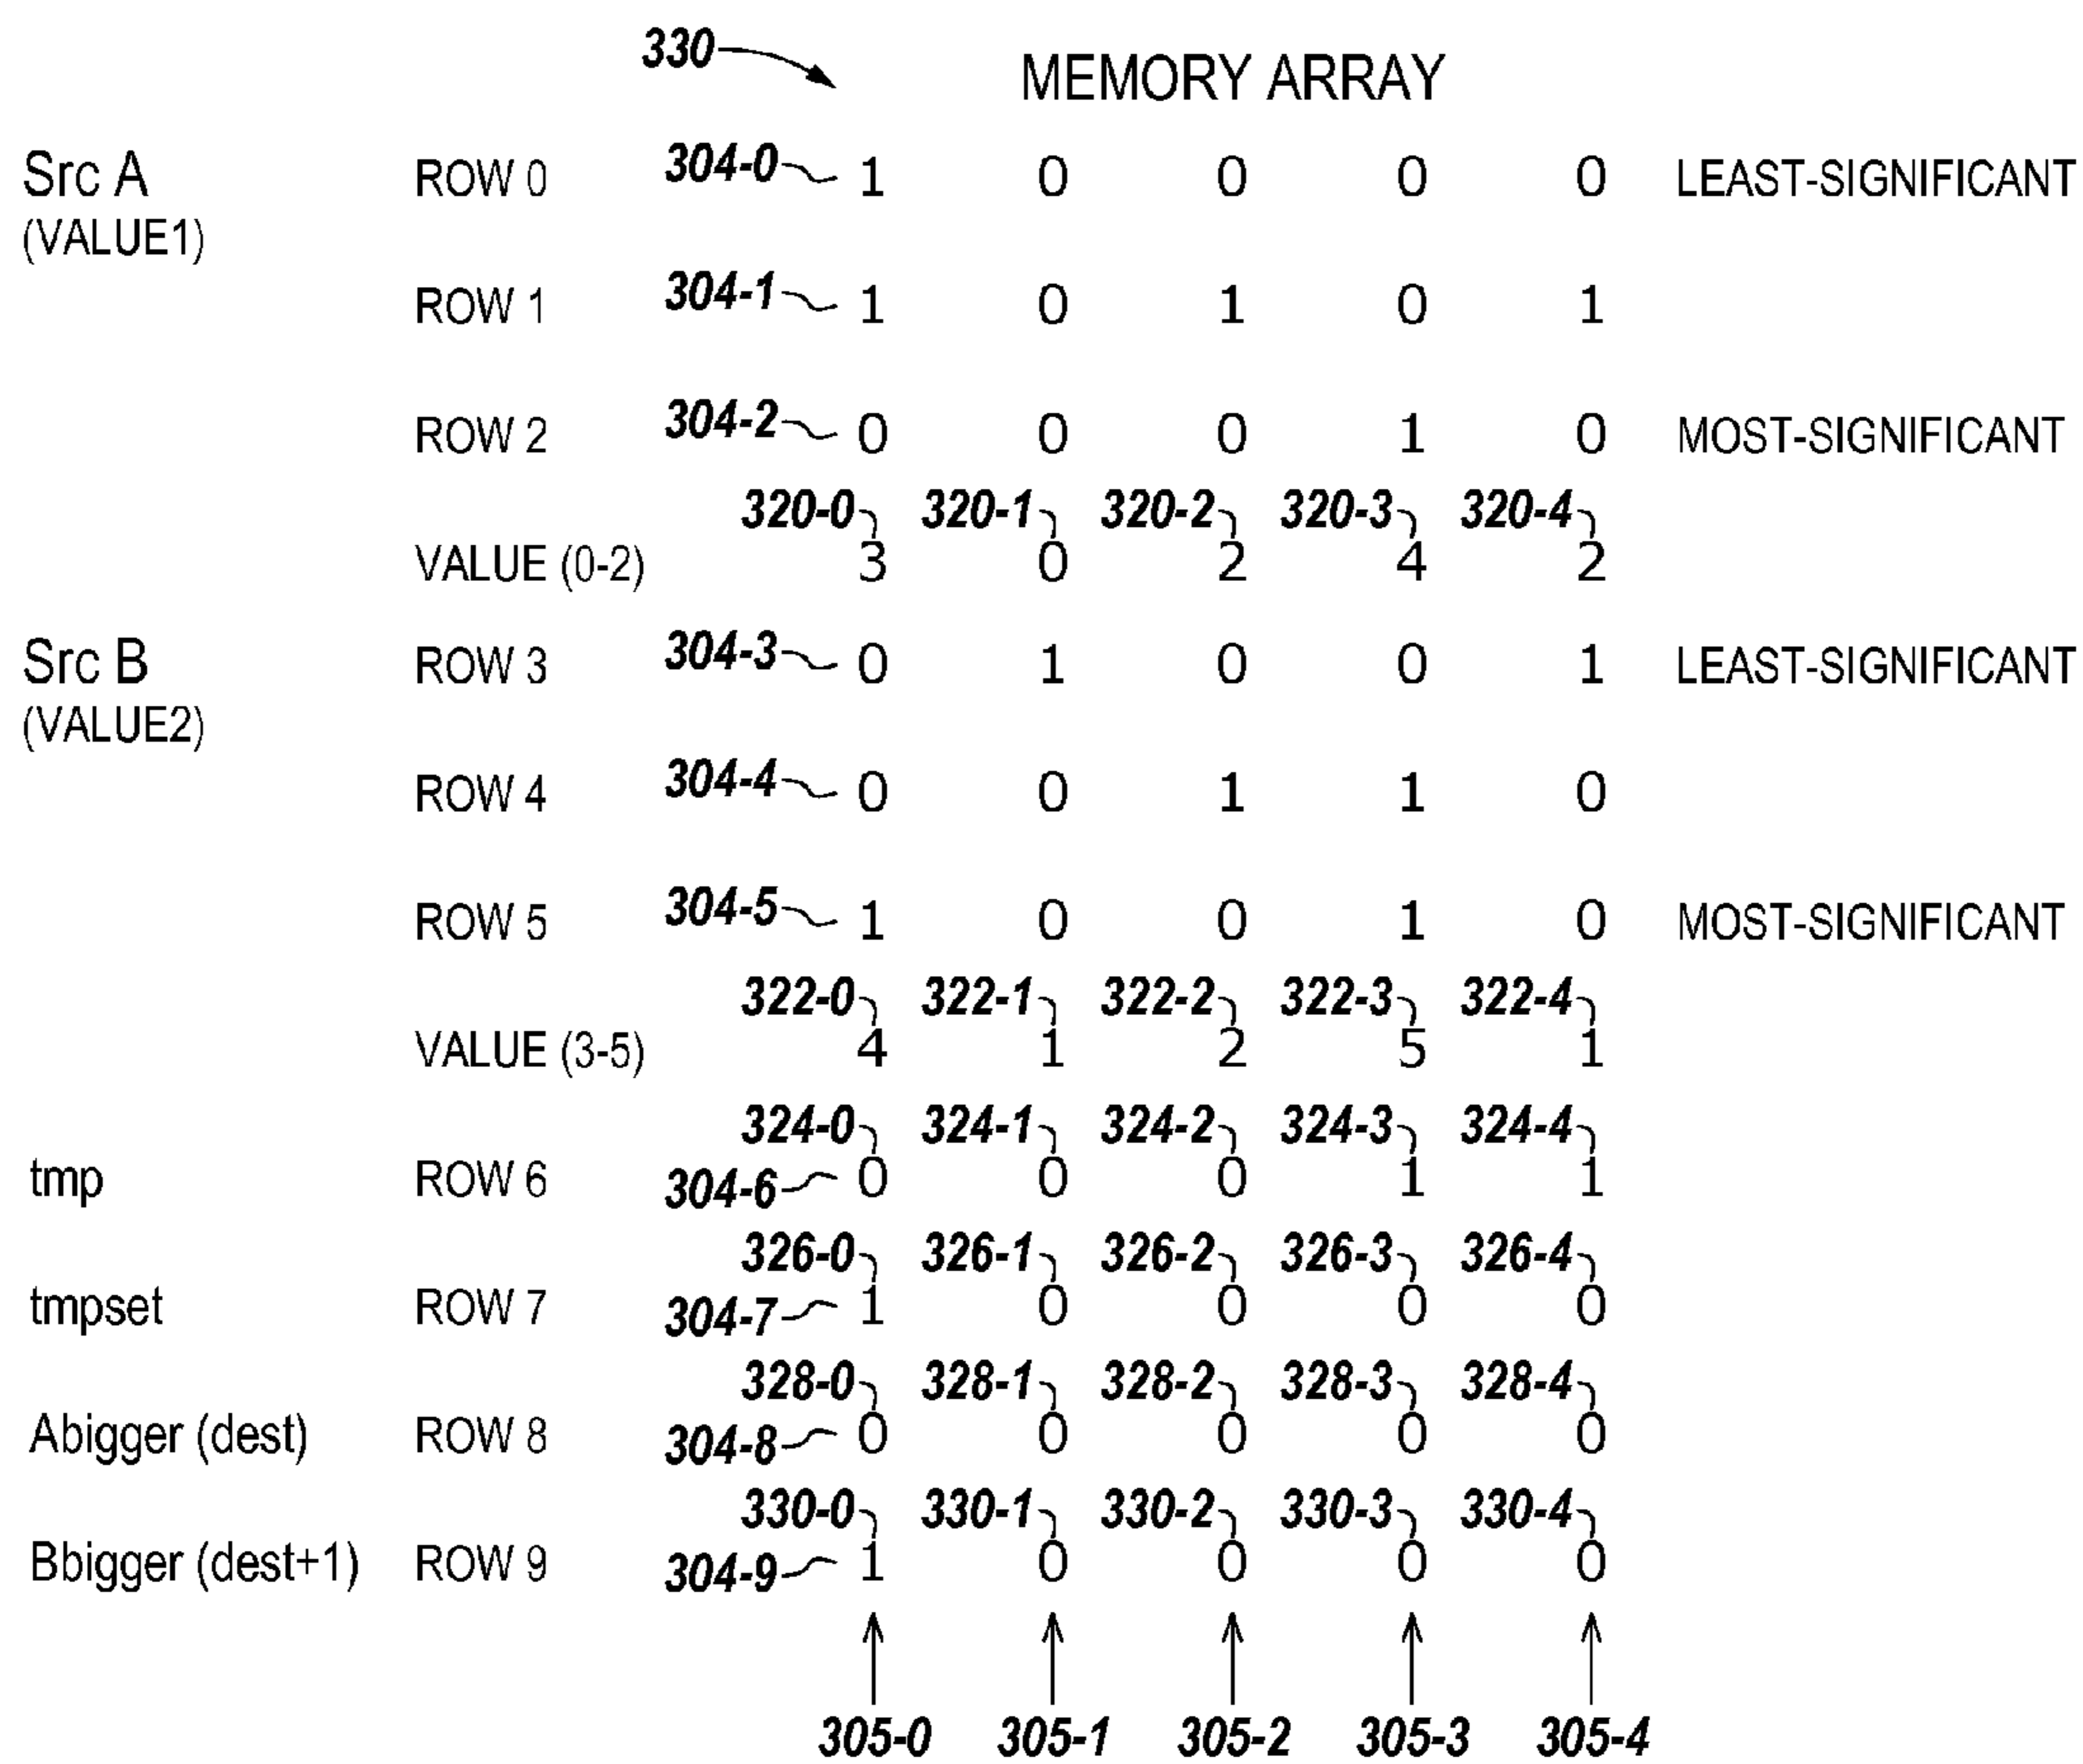 330 MEMORY ARRAY
Src A ROW 0 304-0 1 0 0 0 0 LEAST-SIGNIFICANT
(VALUE1)
ROW 1 304-1 1 0 1 0 1
ROW 2 304-2 0 0 0 1 0 MOST-SIGNIFICANT
320-0 320-1 320-2 320-3 320-4
VALUE (0-2) 3 0 2 4 2
Src B ROW 3 304-3 0 1 0 0 1 LEAST-SIGNIFICANT
(VALUE2)
ROW 4 304-4 0 0 1 1 0
ROW 5 304-5 1 0 0 1 0 MOST-SIGNIFICANT
322-0 322-1 322-2 322-3 322-4
VALUE (3-5) 4 1 2 5 1
324-0 324-1 324-2 324-3 324-4
tmp ROW 6 304-6 0 0 0 1 1
326-0 326-1 326-2 326-3 326-4
tmpset ROW 7 304-7 1 0 0 0 0
328-0 328-1 328-2 328-3 328-4
Abigger (dest) ROW 8 304-8 0 0 0 0 0
330-0 330-1 330-2 330-3 330-4
Bbigger (dest+1) ROW 9 304-9 1 0 0 0 0
305-0 305-1 305-2 305-3 305-4